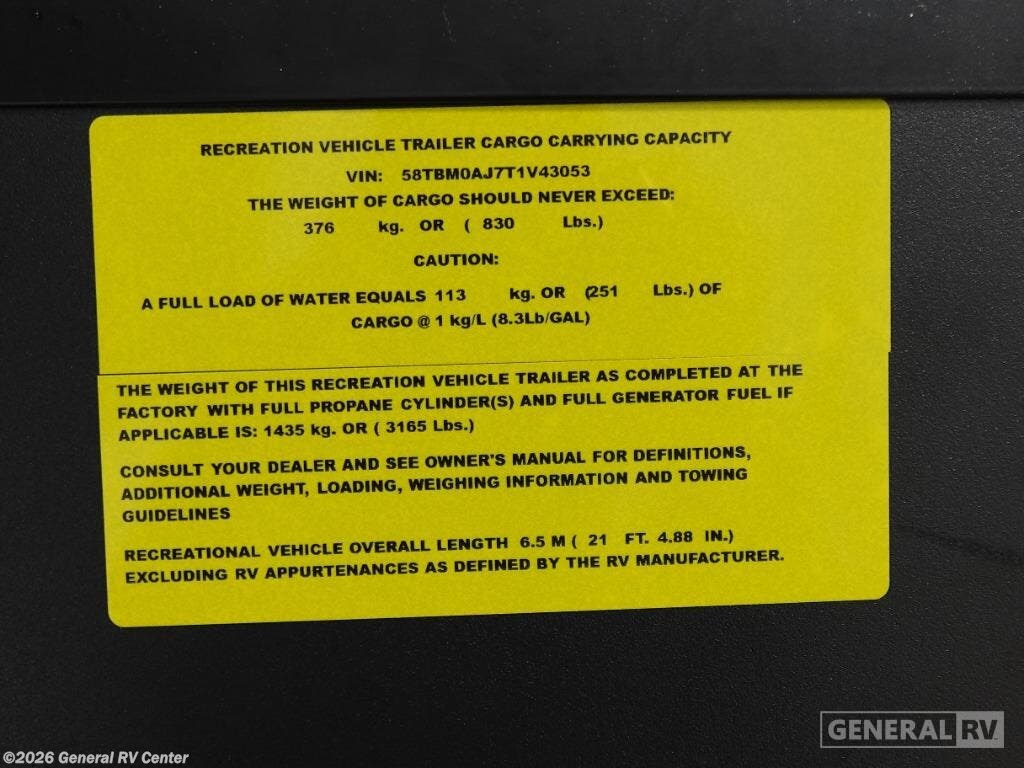 RECREATION VEHICLE TRAILER CARGO CARRYING CAPACITY
VIN: 58TBM0AJ7T1V43053
THE WEIGHT OF CARGO SHOULD NEVER EXCEED:
376 kg. OR ( 830 Lbs.)
CAUTION:
A FULL LOAD OF WATER EQUALS 113 kg. OR (251 Lbs.) OF
CARGO @ 1 kg/L (8.3Lb/GAL)
THE WEIGHT OF THIS RECREATION VEHICLE TRAILER AS COMPLETED AT THE
FACTORY WITH FULL PROPANE CYLINDER(S) AND FULL GENERATOR FUEL IF
APPLICABLE IS: 1435 kg. OR ( 3165 Lbs.)
CONSULT YOUR DEALER AND SEE OWNER'S MANUAL FOR DEFINITIONS,
ADDITIONAL WEIGHT, LOADING, WEIGHING INFORMATION AND TOWING
GUIDELINES
RECREATIONAL VEHICLE OVERALL LENGTH 6.5 M ( 21 FT. 4.88 IN.)
EXCLUDING RV APPURTENANCES AS DEFINED BY THE RV MANUFACTURER.
GENERAL RV
©2026 General RV Center